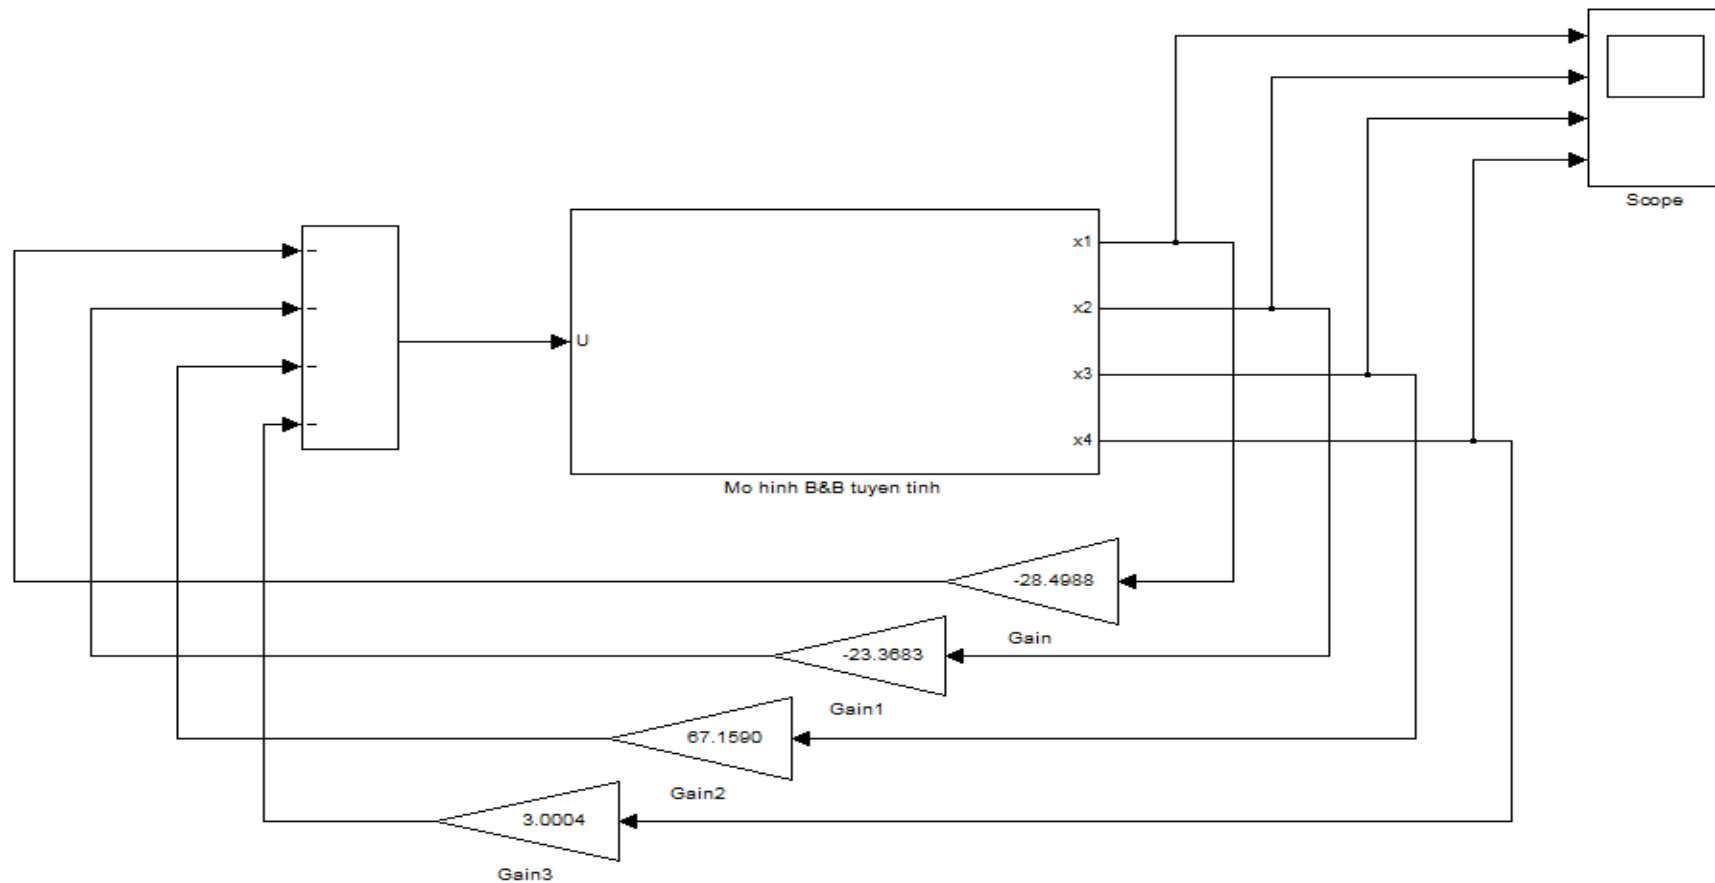 Scope
x1
x2
U
x3
x4
Mo hinh B&B tuyen tinh
-28.4988
Gain
-23.3683
Gain1
67.1590
Gain2
3.0004
Gain3